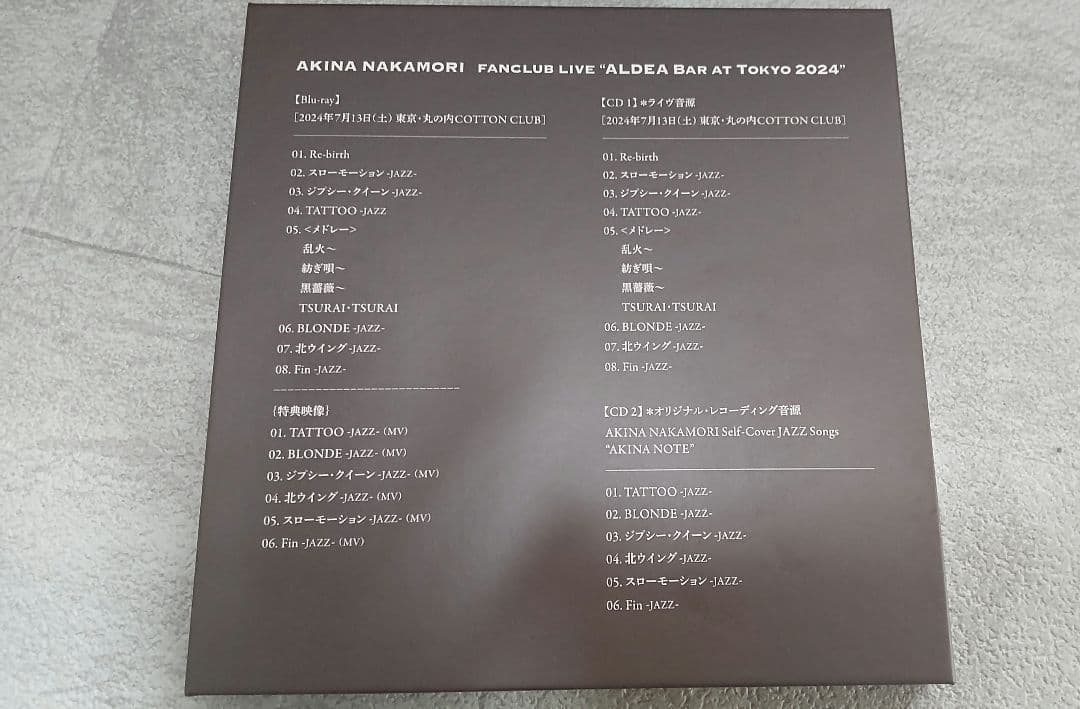 AKINA NAKAMORI FANCLUB LIVE "ALDEA BAR AT TOKYO 2024"
【Blu-ray】
［2024年7月13日（土） 東京・丸の内COTTON CLUB］
01. Re-birth
02. スローモーション -JAZZ-
03. ジプシー・クイーン -JAZZ-
04. TATTOO -JAZZ
05. <メドレー>
乱火〜
紡ぎ唄〜
黒薔薇〜
TSURAI・TSURAI
06. BLONDE -JAZZ-
07. 北ウイング -JAZZ-
08. Fin -JAZZ-
{特典映像}
01. TATTOO -JAZZ- (MV)
02. BLONDE -JAZZ- (MV)
03. ジプシー・クイーン -JAZZ- (MV)
04. 北ウイング -JAZZ- (MV)
05. スローモーション -JAZZ- (MV)
06. Fin -JAZZ- (MV)
【CD 1】＊ライヴ音源
［2024年7月13日（土） 東京・丸の内COTTON CLUB］
01. Re-birth
02. スローモーション -JAZZ-
03. ジプシー・クイーン -JAZZ-
04. TATTOO -JAZZ-
05. <メドレー>
乱火〜
紡ぎ唄〜
黒薔薇〜
TSURAI・TSURAI
06. BLONDE -JAZZ-
07. 北ウイング -JAZZ-
08. Fin -JAZZ-
【CD 2】＊オリジナル・レコーディング音源
AKINA NAKAMORI Self-Cover JAZZ Songs
"AKINA NOTE"
01. TATTOO -JAZZ-
02. BLONDE -JAZZ-
03. ジプシー・クイーン -JAZZ-
04. 北ウイング -JAZZ-
05. スローモーション -JAZZ-
06. Fin -JAZZ-